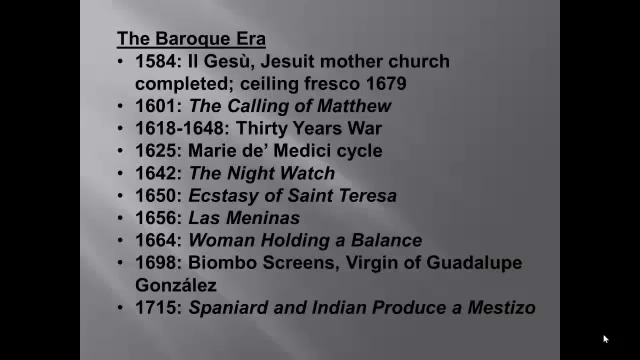 The Baroque Era
• 1584: Il Gesù, Jesuit mother church
completed; ceiling fresco 1679
• 1601: The Calling of Matthew
• 1618-1648: Thirty Years War
• 1625: Marie de’ Medici cycle
• 1642: The Night Watch
• 1650: Ecstasy of Saint Teresa
• 1656: Las Meninas
• 1664: Woman Holding a Balance
• 1698: Biombo Screens, Virgin of Guadalupe
González
• 1715: Spaniard and Indian Produce a Mestizo